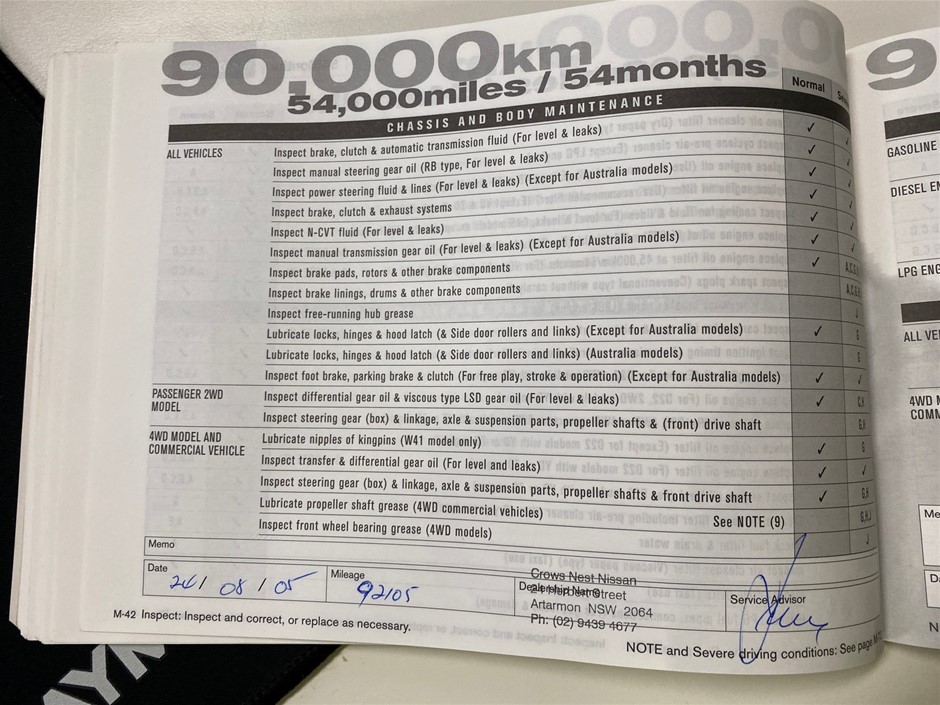 90,000km
54,000miles / 54months
Normal
CHASSIS AND BODY MAINTENANCE
ALL VEHICLES
Inspect brake, clutch & automatic transmission fluid (For level & leaks) ✓
Inspect manual steering gear oil (RB type, For level & leaks) ✓
Inspect power steering fluid & lines (For level & leaks) (Except for Australia models) ✓
Inspect brake, clutch & exhaust systems ✓
Inspect N-CVT fluid (For level & leaks) ✓
Inspect manual transmission gear oil (For level & leaks) (Except for Australia models) ✓
Inspect brake pads, rotors & other brake components ✓
Inspect brake linings, drums & other brake components
Inspect free-running hub grease
Lubricate locks, hinges & hood latch (& Side door rollers and links) (Except for Australia models) ✓ G
Lubricate locks, hinges & hood latch (& Side door rollers and links) (Australia models) G
Inspect foot brake, parking brake & clutch (For free play, stroke & operation) (Except for Australia models) ✓ ✓
PASSENGER 2WD
MODEL
Inspect differential gear oil & viscous type LSD gear oil (For level & leaks) ✓
Inspect steering gear (box) & linkage, axle & suspension parts, propeller shafts & (front) drive shaft G,H
4WD MODEL AND
COMMERCIAL VEHICLE
Lubricate nipples of kingpins (W41 model only) ✓ G
Inspect transfer & differential gear oil (For level and leaks) ✓ ✓
Inspect steering gear (box) & linkage, axle & suspension parts, propeller shafts & front drive shaft ✓ G,H
Lubricate propeller shaft grease (4WD commercial vehicles) See NOTE (9) G,H,J
Inspect front wheel bearing grease (4WD models)
Memo
Date
24 / 08 / 05
Mileage
92105
Dealership Name
Crows Nest Nissan
Street
Artarmon NSW 2064
Ph: (02) 9439 4677
Service Advisor
M-42 Inspect: Inspect and correct, or replace as necessary.
NOTE and Severe driving conditions: See page
9
GASOLINE
DIESEL
LPG
ALL
4WD